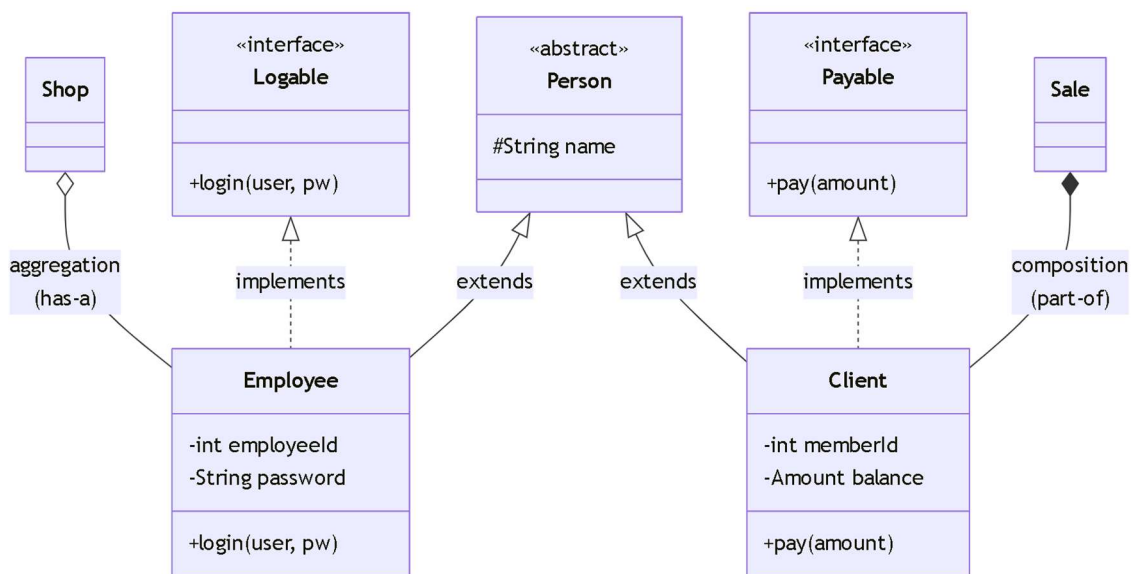 Shop
«interface»
Logable
+login(user, pw)
«abstract»
Person
#String name
«interface»
Payable
+pay(amount)
Sale
aggregation
(has-a)
implements
extends
extends
implements
composition
(part-of)
Employee
-int employeeId
-String password
+login(user, pw)
Client
-int memberId
-Amount balance
+pay(amount)